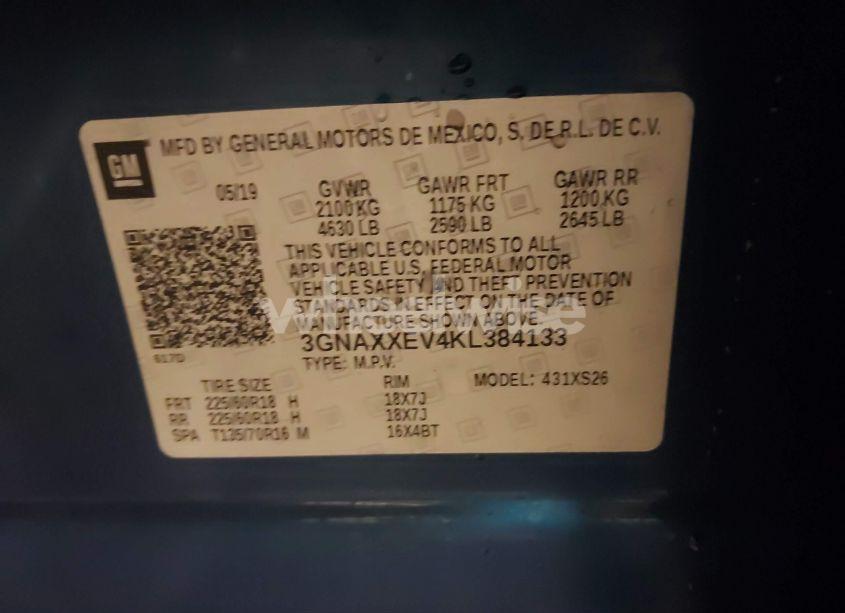 GM
MFD BY GENERAL MOTORS DE MEXICO, S. DE R.L. DE C.V.
05/19 GVWR GAWR FRT GAWR RR
2100 KG 1175 KG 1200 KG
4630 LB 2590 LB 2645 LB
THIS VEHICLE CONFORMS TO ALL
APPLICABLE U.S. FEDERAL MOTOR
VEHICLE SAFETY AND THEFT PREVENTION
STANDARDS IN EFFECT ON THE DATE OF
MANUFACTURE SHOWN ABOVE.
3GNAXXEV4KL384133
617D
TYPE: M.P.V.
TIRE SIZE RIM MODEL: 431XS26
FRT 225/60R18 H 18X7J
RR 225/60R18 H 18X7J
SPA T135/70R16 M 16X4BT